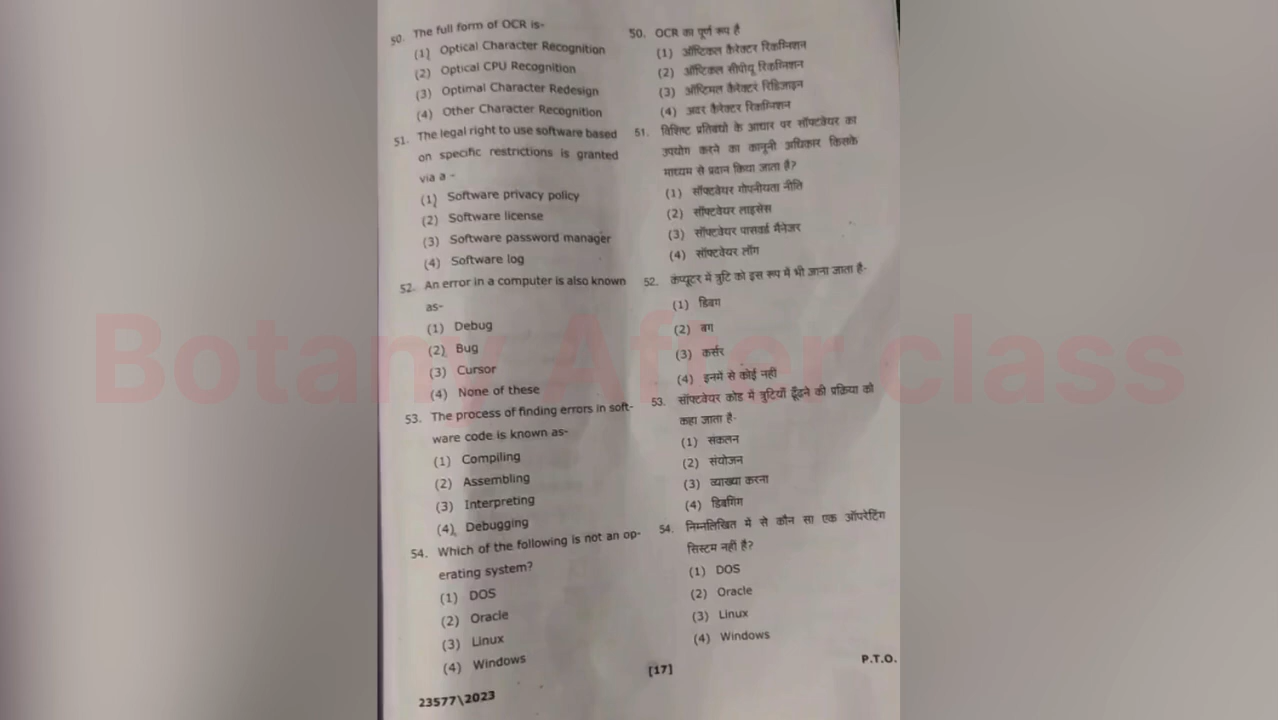 50. The full form of OCR is-
(1) Optical Character Recognition
(2) Optical CPU Recognition
(3) Optimal Character Redesign
(4) Other Character Recognition
51. The legal right to use software based
on specific restrictions is granted
via a -
(1) Software privacy policy
(2) Software license
(3) Software password manager
(4) Software log
52. An error in a computer is also known
as-
(1) Debug
(2) Bug
(3) Cursor
(4) None of these
53. The process of finding errors in soft-
ware code is known as-
(1) Compiling
(2) Assembling
(3) Interpreting
(4) Debugging
54. Which of the following is not an op-
erating system?
(1) DOS
(2) Oracle
(3) Linux
(4) Windows
23577\2023
50. OCR का पूर्ण रूप है
(1) ऑप्टिकल कैरेक्टर रिकग्निशन
(2) ऑप्टिकल सीपीयू रिकग्निशन
(3) ऑप्टिमल कैरेक्टर रिडिजाइन
(4) अदर कैरेक्टर रिकग्निशन
51. विशिष्ट प्रतिबंधों के आधार पर सॉफ्टवेयर का
उपयोग करने का कानूनी अधिकार किसके
माध्यम से प्रदान किया जाता है?
(1) सॉफ्टवेयर गोपनीयता नीति
(2) सॉफ्टवेयर लाइसेंस
(3) सॉफ्टवेयर पासवर्ड मैनेजर
(4) सॉफ्टवेयर लॉग
52. कंप्यूटर में त्रुटि को इस रूप में भी जाना जाता है-
(1) डिबग
(2) बग
(3) कर्सर
(4) इनमें से कोई नहीं
53. सॉफ्टवेयर कोड में त्रुटियाँ ढूँढने की प्रक्रिया को
कहा जाता है-
(1) संकलन
(2) संयोजन
(3) व्याख्या करना
(4) डिबगिंग
54. निम्नलिखित में से कौन सा एक ऑपरेटिंग
सिस्टम नहीं है?
(1) DOS
(2) Oracle
(3) Linux
(4) Windows
[17]
P.T.O.
Botany After class